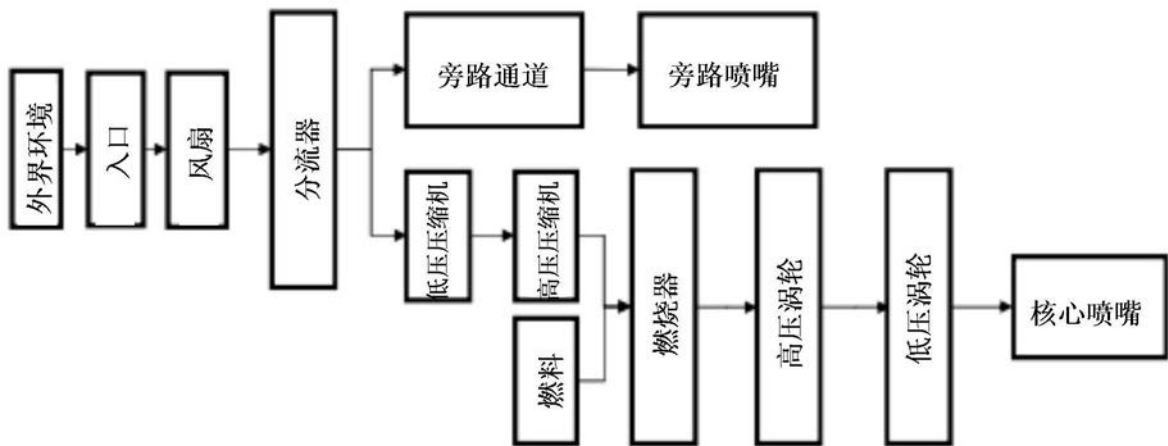 外界环境
入口
风扇
分流器
旁路通道
旁路喷嘴
低压压缩机
高压压缩机
燃料
燃烧器
高压涡轮
低压涡轮
核心喷嘴